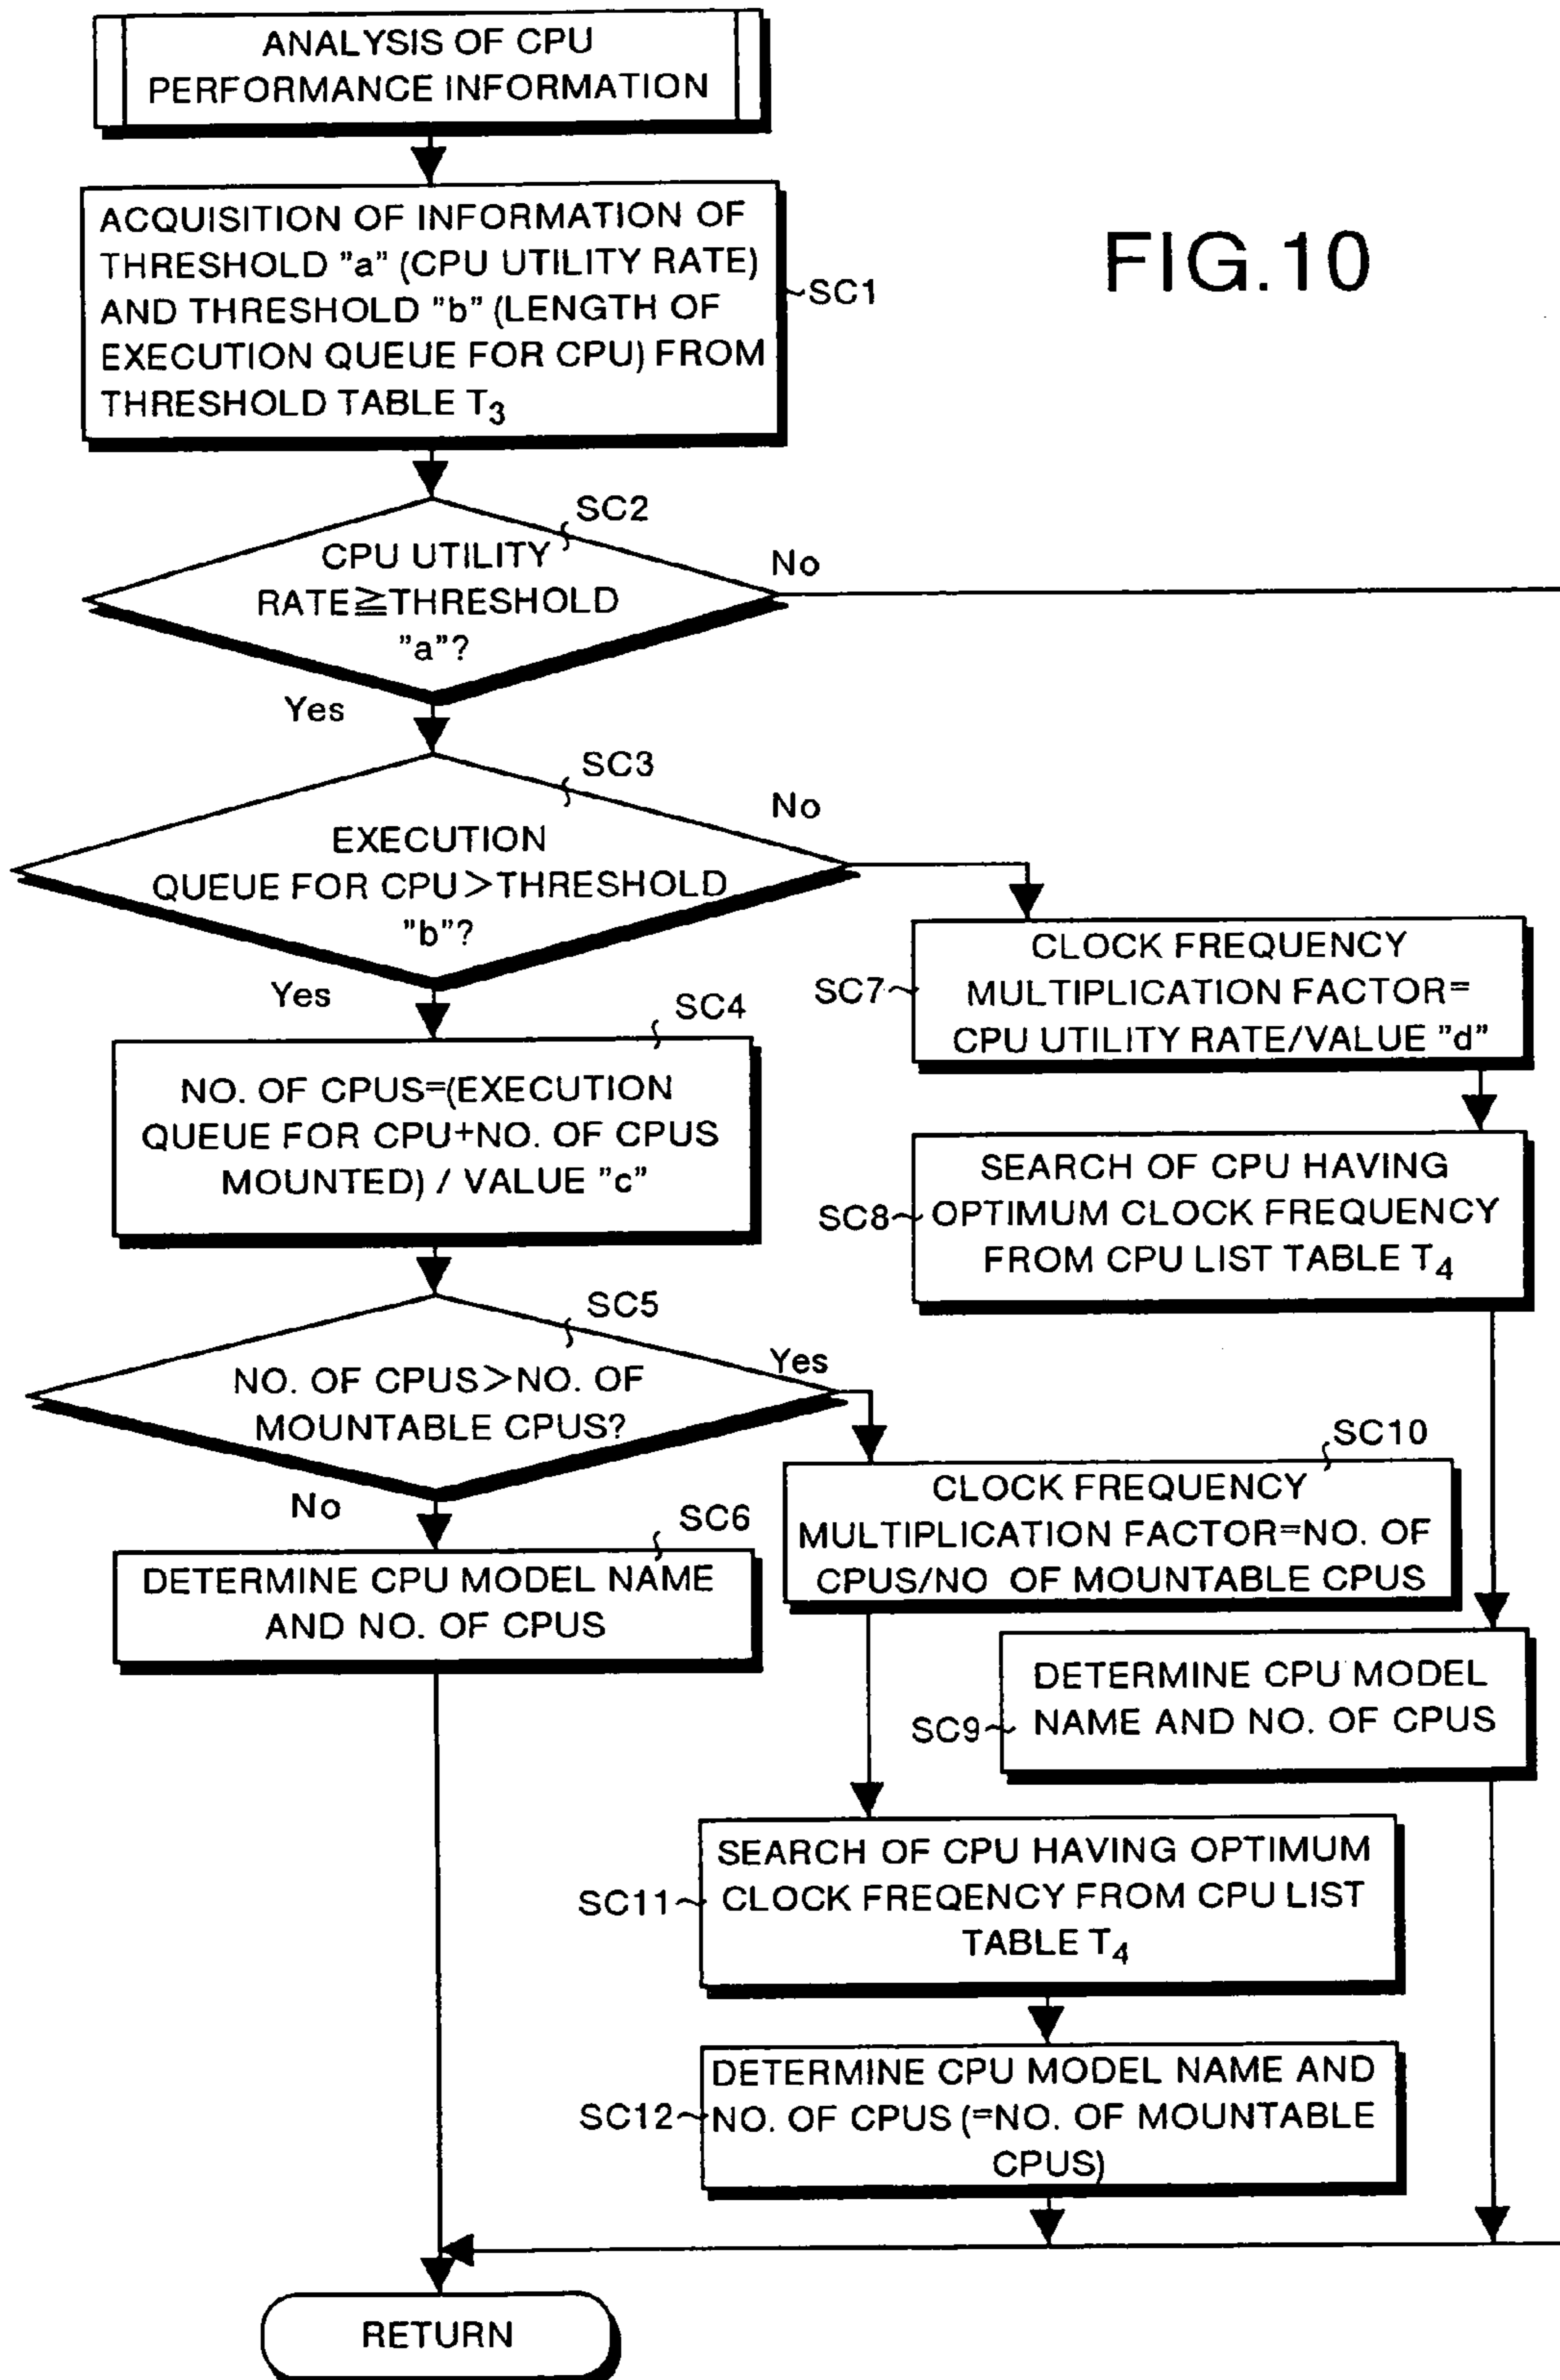 ANALYSIS OF CPU
PERFORMANCE INFORMATION
FIG.10
ACQUISITION OF INFORMATION OF
THRESHOLD "a" (CPU UTILITY RATE)
AND THRESHOLD "b" (LENGTH OF
EXECUTION QUEUE FOR CPU) FROM
THRESHOLD TABLE T3
SC1
SC2
CPU UTILITY
RATE≧THRESHOLD
"a"?
No
Yes
SC3
EXECUTION
QUEUE FOR CPU>THRESHOLD
"b"?
No
Yes
SC4
NO. OF CPUS=(EXECUTION
QUEUE FOR CPU+NO. OF CPUS
MOUNTED) / VALUE "c"
SC7
CLOCK FREQUENCY
MULTIPLICATION FACTOR=
CPU UTILITY RATE/VALUE "d"
SC8
SEARCH OF CPU HAVING
OPTIMUM CLOCK FREQUENCY
FROM CPU LIST TABLE T4
SC5
NO. OF CPUS>NO. OF
MOUNTABLE CPUS?
Yes
No
SC6
DETERMINE CPU MODEL NAME
AND NO. OF CPUS
SC10
CLOCK FREQUENCY
MULTIPLICATION FACTOR=NO. OF
CPUS/NO OF MOUNTABLE CPUS
SC9
DETERMINE CPU MODEL
NAME AND NO. OF CPUS
SC11
SEARCH OF CPU HAVING OPTIMUM
CLOCK FREQENCY FROM CPU LIST
TABLE T4
SC12
DETERMINE CPU MODEL NAME AND
NO. OF CPUS (=NO. OF MOUNTABLE
CPUS)
RETURN